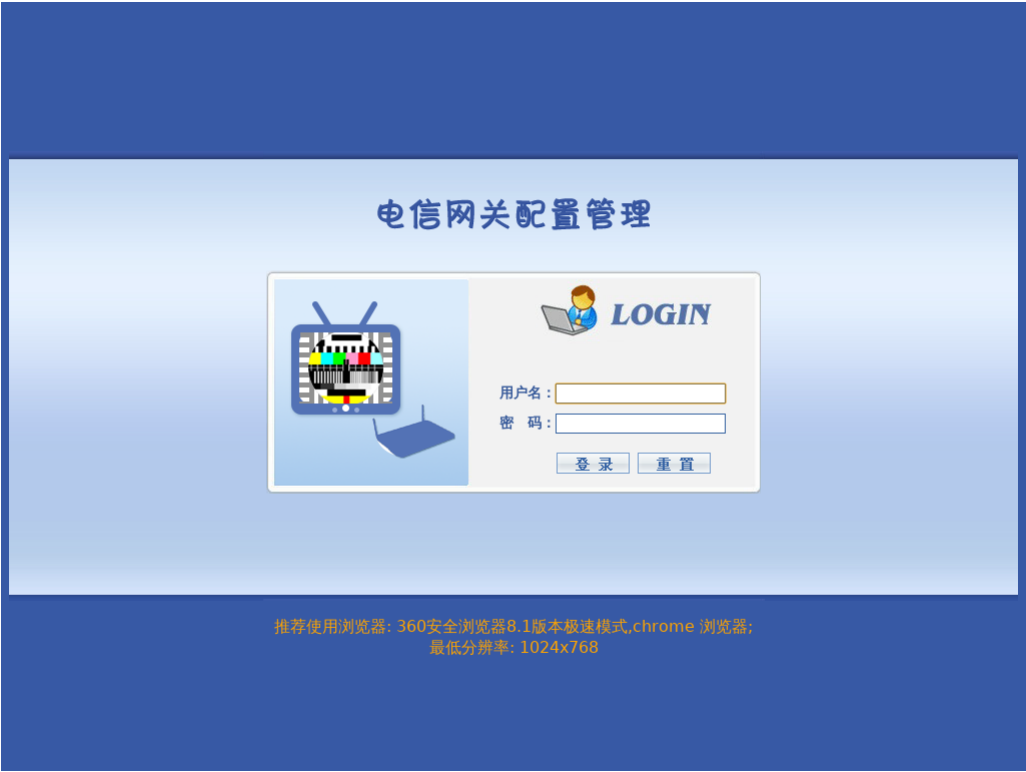 电信网关配置管理
LOGIN
用户名：
密 码：
登 录 重 置
推荐使用浏览器: 360安全浏览器8.1版本极速模式,chrome 浏览器;
最低分辨率: 1024x768